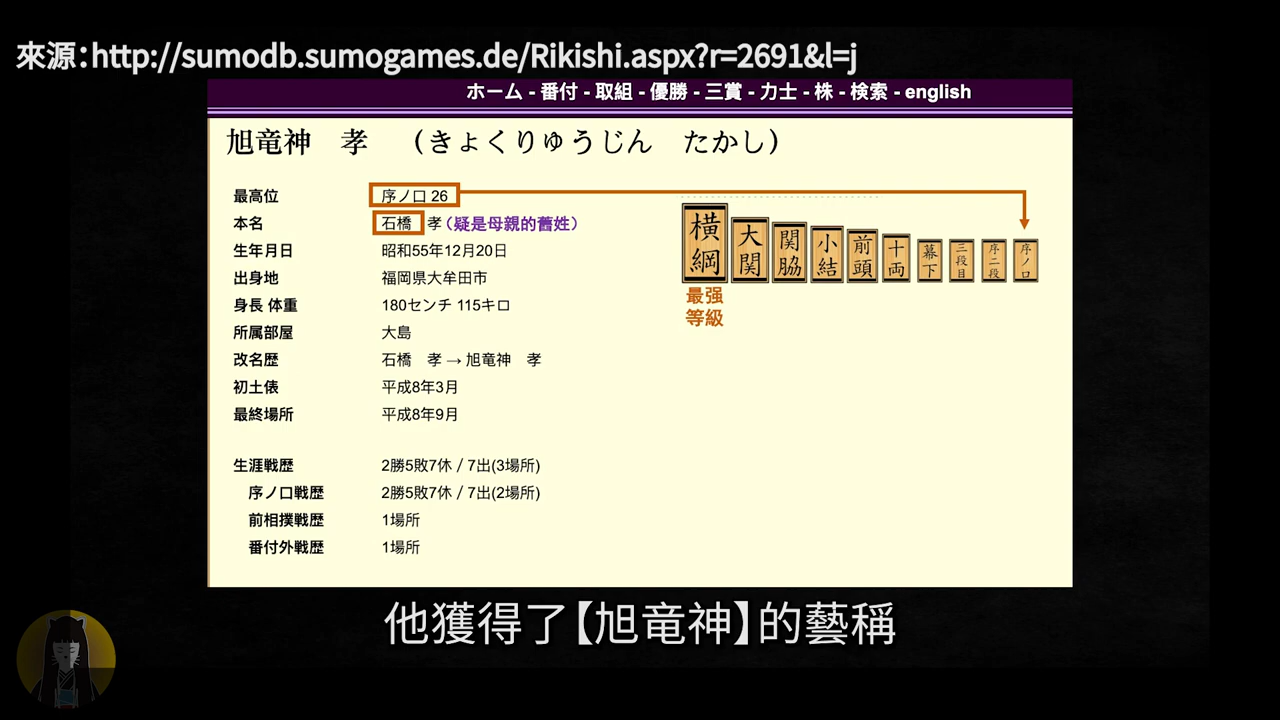 來源：http://sumodb.sumogames.de/Rikishi.aspx?r=2691&l=j
ホーム - 番付 - 取組 - 優勝 - 三賞 - 力士 - 株 - 検索 - english
旭竜神　孝　（きょくりゅうじん　たかし）
最高位 序ノ口 26
本名 石橋 孝（疑是母親的舊姓）
生年月日 昭和55年12月20日
出身地 福岡県大牟田市
身長 体重 180センチ 115キロ
所属部屋 大島
改名歴 石橋　孝 → 旭竜神　孝
初土俵 平成8年3月
最終場所 平成8年9月
生涯戦歴 2勝5敗7休 / 7出(3場所)
序ノ口戦歴 2勝5敗7休 / 7出(2場所)
前相撲戦歴 1場所
番付外戦歴 1場所
横綱 大関 関脇 小結 前頭 十両 幕下 三段目 序二段 序ノ口
最强
等級
他獲得了【旭竜神】的藝稱